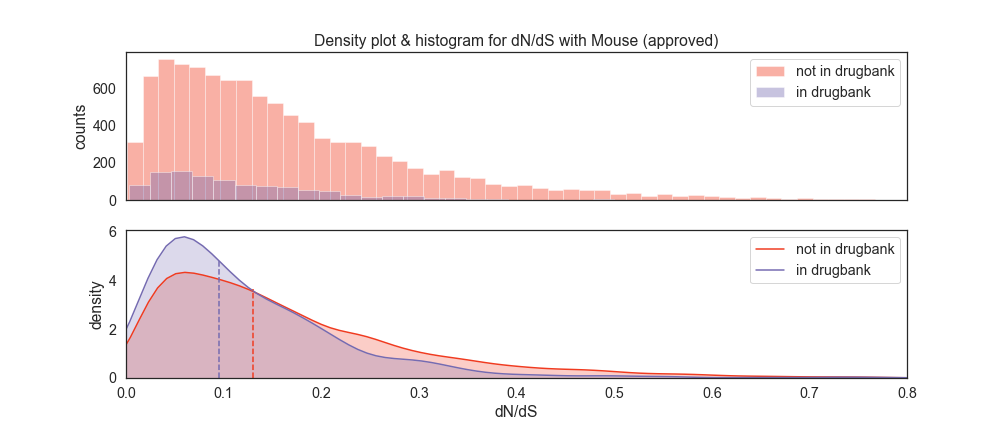 Density plot & histogram for dN/dS with Mouse (approved)
counts
600
400
200
0
not in drugbank
in drugbank
density
6
4
2
0
not in drugbank
in drugbank
0.0 0.1 0.2 0.3 0.4 0.5 0.6 0.7 0.8
dN/dS